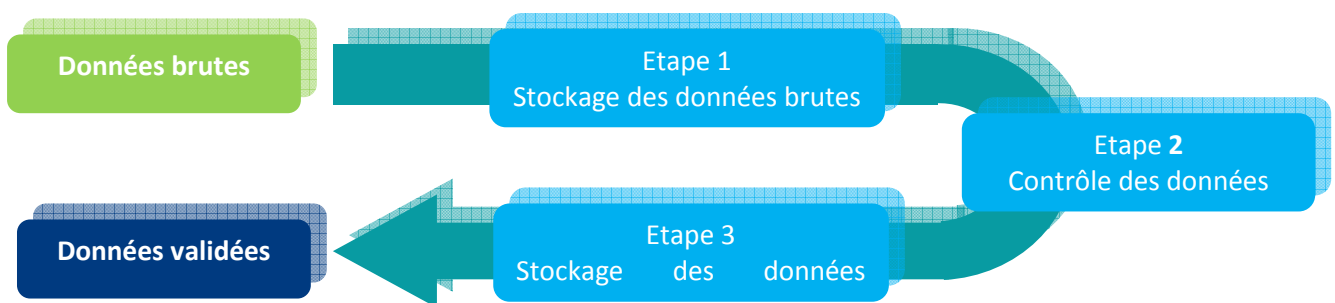 Données brutes
Etape 1
Stockage des données brutes
Etape 2
Contrôle des données
Etape 3
Stockage des données
Données validées